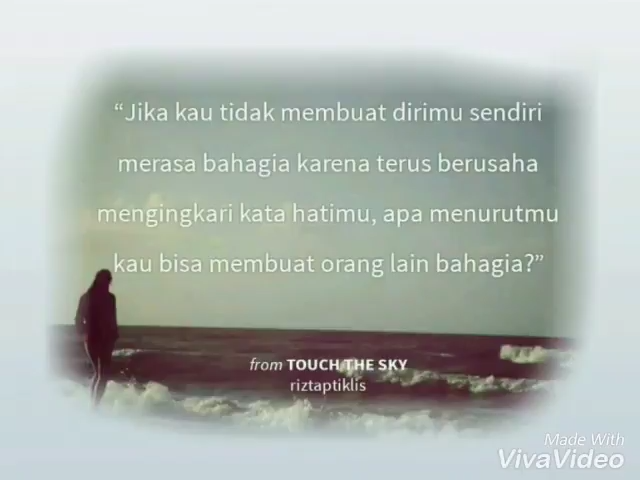 “Jika kau tidak membuat dirimu sendiri
merasa bahagia karena terus berusaha
mengingkari kata hatimu, apa menurutmu
kau bisa membuat orang lain bahagia?”
from TOUCH THE SKY
riztaptiklis
Made With
VivaVideo